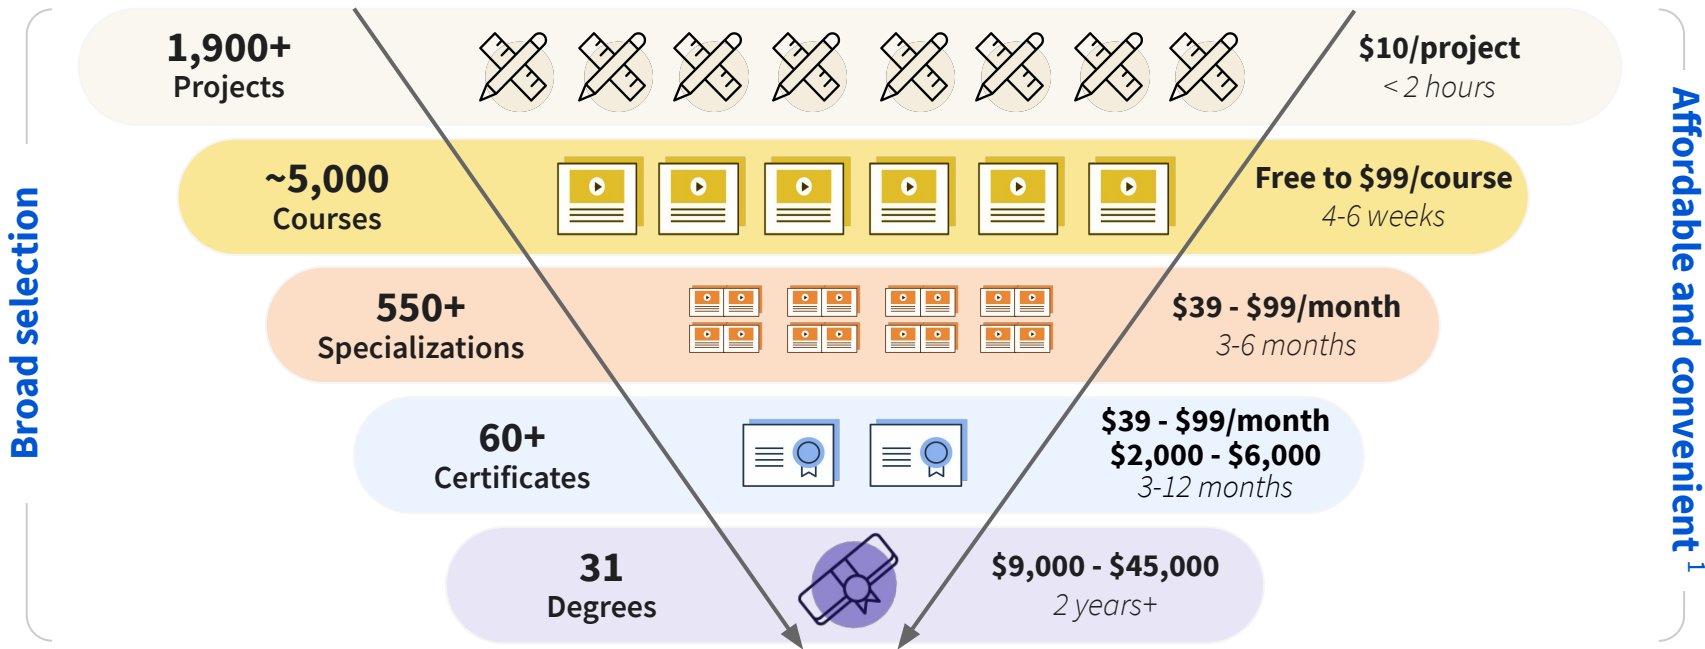 Broad selection
1,900+
Projects
$10/project
< 2 hours
~5,000
Courses
Free to $99/course
4-6 weeks
550+
Specializations
$39 - $99/month
3-6 months
60+
Certificates
$39 - $99/month
$2,000 - $6,000
3-12 months
31
Degrees
$9,000 - $45,000
2 years+
Affordable and convenient 1